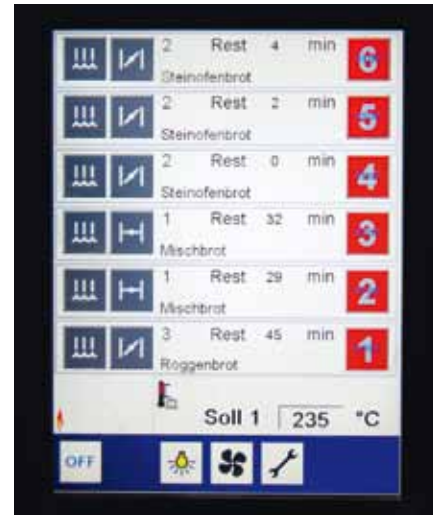 2 Rest 4 min 6
Steinofenbrot
2 Rest 2 min 5
Steinofenbrot
2 Rest 0 min 4
Steinofenbrot
1 Rest 32 min 3
Mischbrot
1 Rest 29 min 2
Mischbrot
3 Rest 45 min 1
Roggenbrot
Soll 1 235 °C
OFF